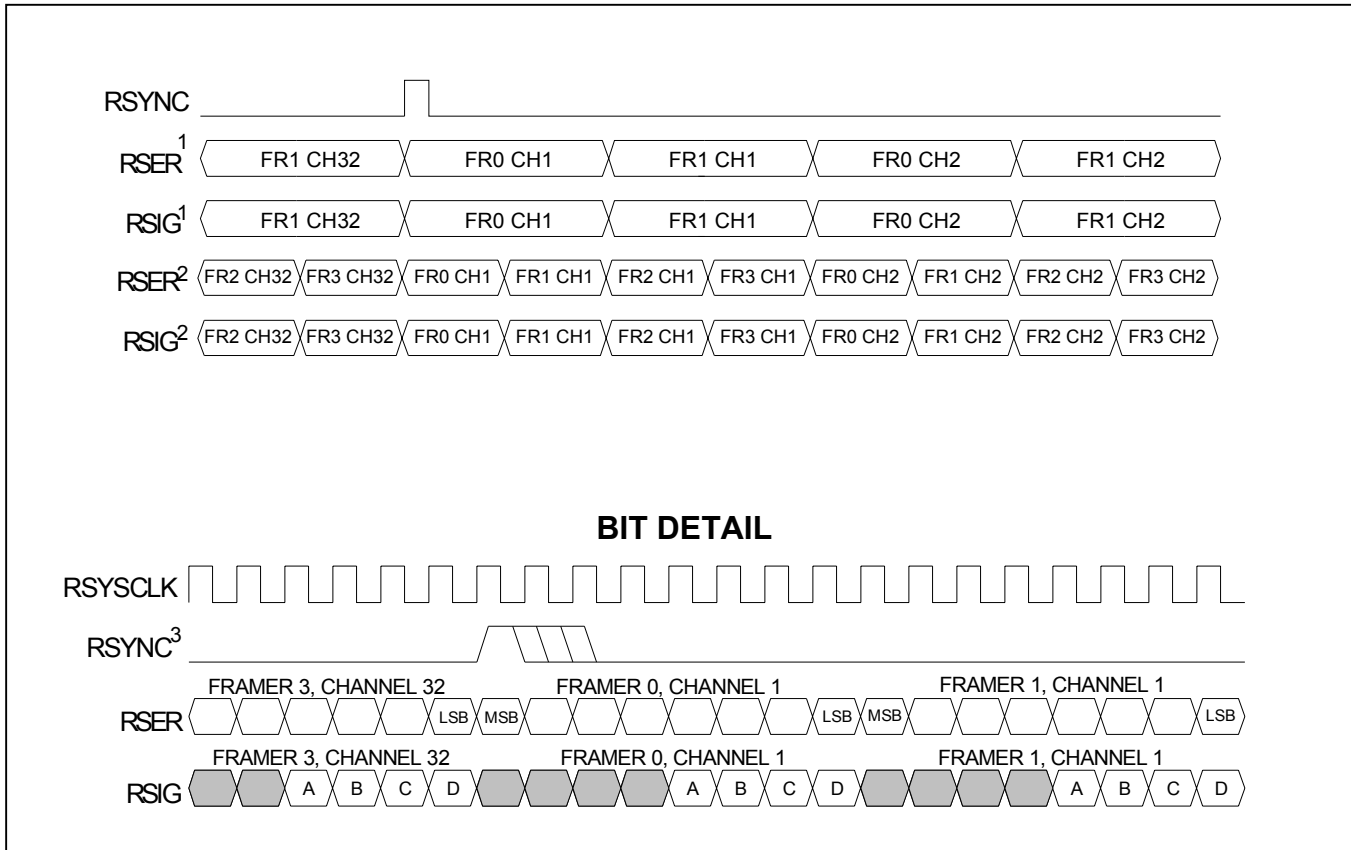 RSYNC
RSER¹ FR1 CH32 FR0 CH1 FR1 CH1 FR0 CH2 FR1 CH2
RSIG¹ FR1 CH32 FR0 CH1 FR1 CH1 FR0 CH2 FR1 CH2
RSER² FR2 CH32 FR3 CH32 FR0 CH1 FR1 CH1 FR2 CH1 FR3 CH1 FR0 CH2 FR1 CH2 FR2 CH2 FR3 CH2
RSIG² FR2 CH32 FR3 CH32 FR0 CH1 FR1 CH1 FR2 CH1 FR3 CH1 FR0 CH2 FR1 CH2 FR2 CH2 FR3 CH2
BIT DETAIL
RSYSCLK
RSYNC³
FRAMER 3, CHANNEL 32 FRAMER 0, CHANNEL 1 FRAMER 1, CHANNEL 1
RSER LSB MSB LSB MSB LSB
FRAMER 3, CHANNEL 32 FRAMER 0, CHANNEL 1 FRAMER 1, CHANNEL 1
RSIG A B C D A B C D A B C D